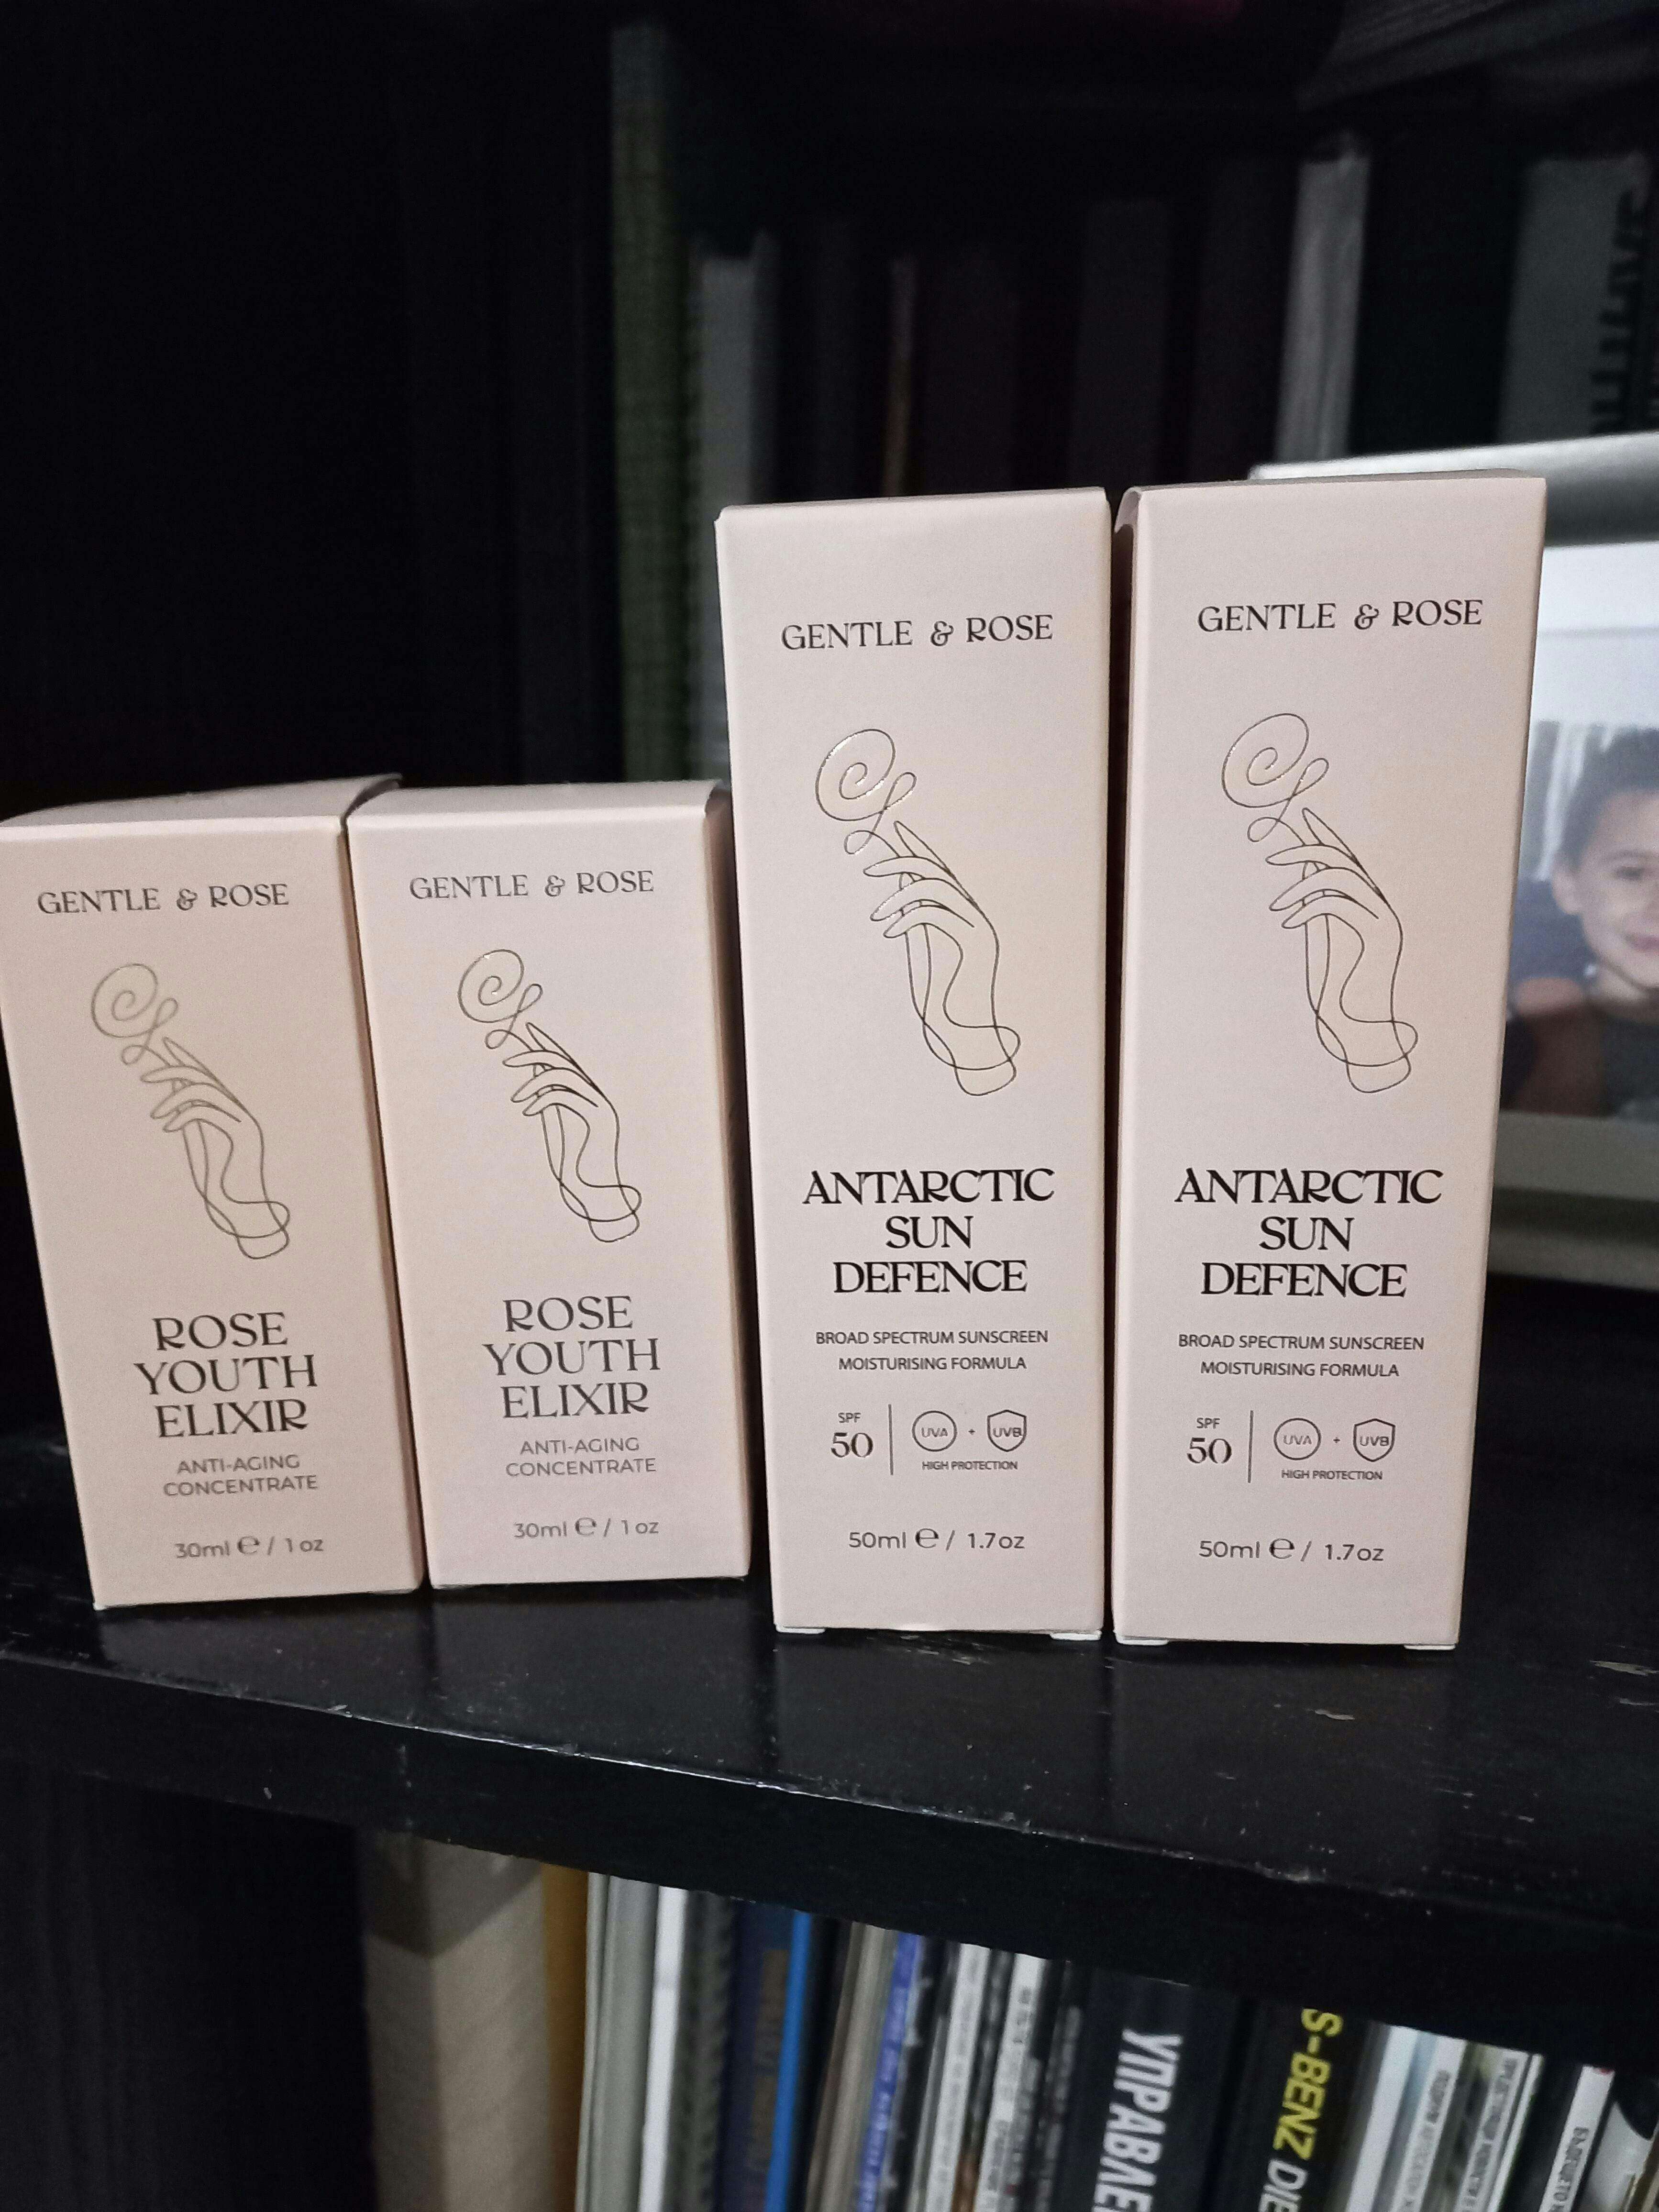 GENTLE & ROSE
ROSE
YOUTH
ELIXIR
ANTI-AGING
CONCENTRATE
30ml ℮ / 1 oz
GENTLE & ROSE
ROSE
YOUTH
ELIXIR
ANTI-AGING
CONCENTRATE
30ml ℮ / 1 oz
GENTLE & ROSE
ANTARCTIC
SUN
DEFENCE
BROAD SPECTRUM SUNSCREEN
MOISTURISING FORMULA
SPF
50
UVA + UVB
HIGH PROTECTION
50ml ℮ / 1.7oz
GENTLE & ROSE
ANTARCTIC
SUN
DEFENCE
BROAD SPECTRUM SUNSCREEN
MOISTURISING FORMULA
SPF
50
UVA + UVB
HIGH PROTECTION
50ml ℮ / 1.7oz
УПРАВЛЕ
S-BENZ DIE